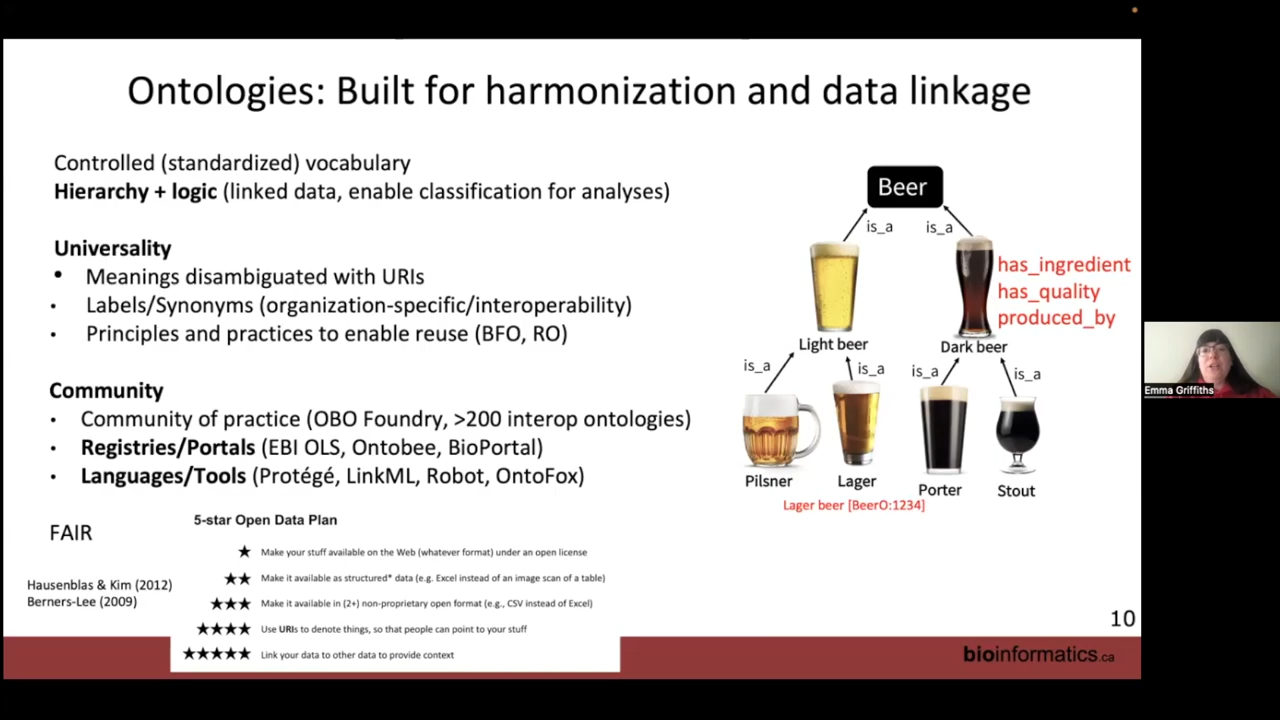 Ontologies: Built for harmonization and data linkage
Controlled (standardized) vocabulary
Hierarchy + logic (linked data, enable classification for analyses)
Universality
• Meanings disambiguated with URIs
• Labels/Synonyms (organization-specific/interoperability)
• Principles and practices to enable reuse (BFO, RO)
Community
• Community of practice (OBO Foundry, >200 interop ontologies)
• Registries/Portals (EBI OLS, Ontobee, BioPortal)
• Languages/Tools (Protégé, LinkML, Robot, OntoFox)
FAIR
Hausenblas & Kim (2012)
Berners-Lee (2009)
5-star Open Data Plan
★ Make your stuff available on the Web (whatever format) under an open license
★★ Make it available as structured* data (e.g. Excel instead of an image scan of a table)
★★★ Make it available in (2+) non-proprietary open format (e.g., CSV instead of Excel)
★★★★ Use URIs to denote things, so that people can point to your stuff
★★★★★ Link your data to other data to provide context
Beer
is_a is_a
has_ingredient
has_quality
produced_by
Light beer Dark beer
is_a is_a is_a is_a
Pilsner Lager Porter Stout
Lager beer [BeerO:1234]
10
bioinformatics.ca
Emma Griffiths